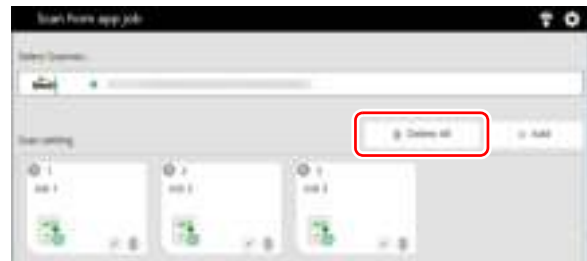 Scan from app job
Select Scanner
Scan setting
Delete All
Add
1
Job 1
2
Job 2
3
Job 3